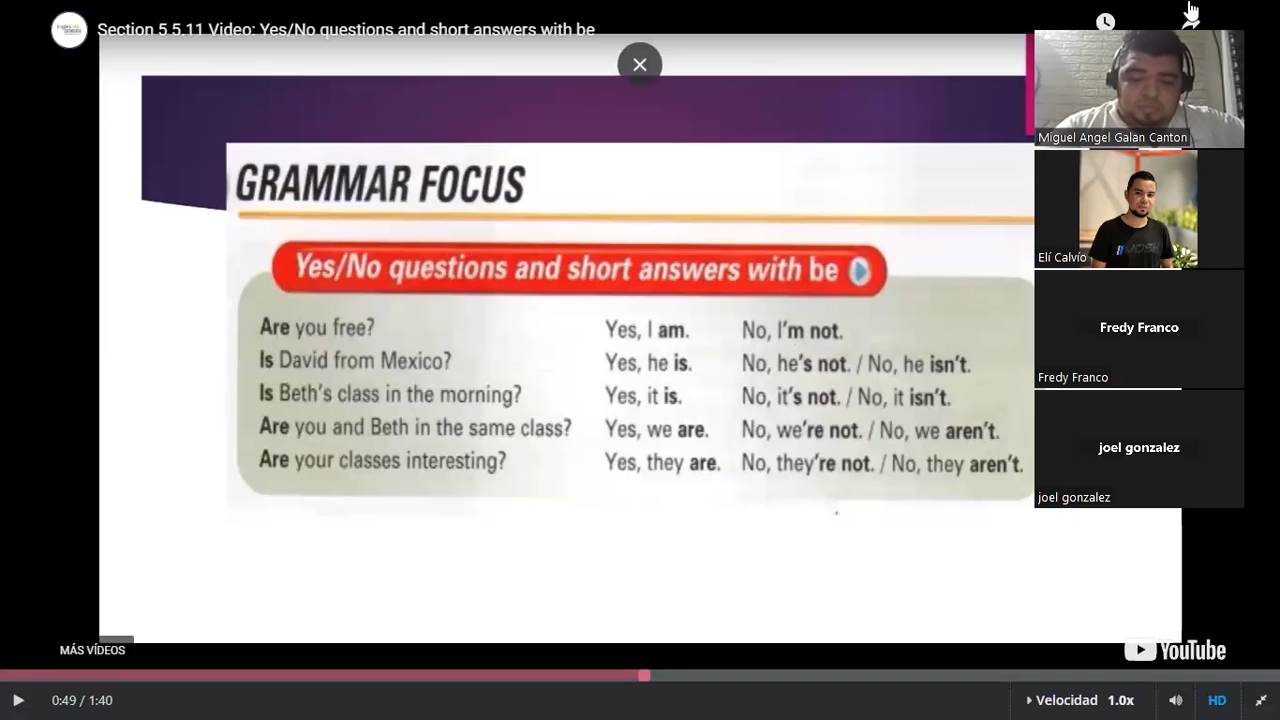 Section 5 5.11 Video: Yes/No questions and short answers with be
GRAMMAR FOCUS
Yes/No questions and short answers with be
Are you free? Yes, I am. No, I'm not.
Is David from Mexico? Yes, he is. No, he's not. / No, he isn't.
Is Beth's class in the morning? Yes, it is. No, it's not. / No, it isn't.
Are you and Beth in the same class? Yes, we are. No, we're not. / No, we aren't.
Are your classes interesting? Yes, they are. No, they're not. / No, they aren't.
Miguel Angel Galan Canton
Elí Calvío
Fredy Franco
Fredy Franco
joel gonzalez
joel gonzalez
MÁS VÍDEOS
YouTube
0:49 / 1:40
Velocidad 1.0x
HD